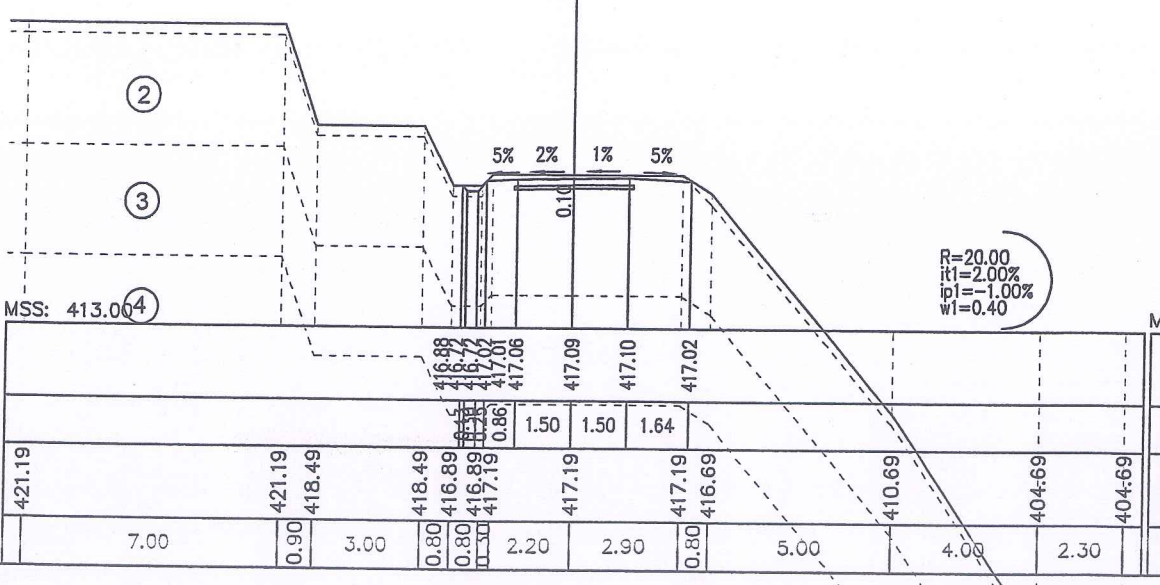 2
3
4
5% 2% 1% 5%
0.10
R=20.00
it1=2.00%
ip1=-1.00%
w1=0.40
MSS: 413.00
416.88 416.72 416.72 417.02 417.01 417.06 417.09 417.10 417.02
0.86 1.50 1.50 1.64
421.19 421.19 418.49 418.49 416.89 416.89 417.19 417.19 417.19 416.69 410.69 404.69 404.69
7.00 0.90 3.00 0.80 0.80 0.30 2.20 2.90 0.80 5.00 4.00 2.30
M